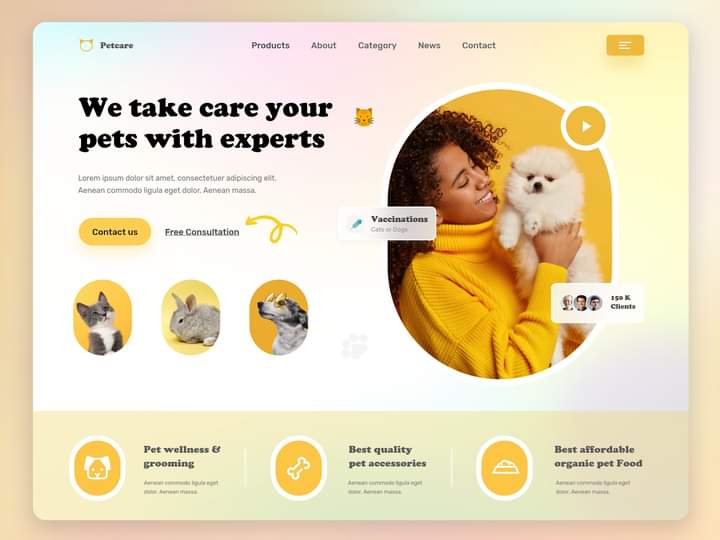 Petcare
Products
About
Category
News
Contact
We take care your
pets with experts
Lorem ipsum dolor sit amet, consectetuer adipiscing elit.
Aenean commodo ligula eget dolor. Aenean massa.
Contact us
Free Consultation
Vaccinations
Cats or Dogs
150 K
Clients
Pet wellness &
grooming
Aenean commodo ligula eget
dolor. Aenean massa.
Best quality
pet accessories
Aenean commodo ligula eget
dolor. Aenean massa.
Best affordable
organic pet Food
Aenean commodo ligula eget
dolor. Aenean massa.